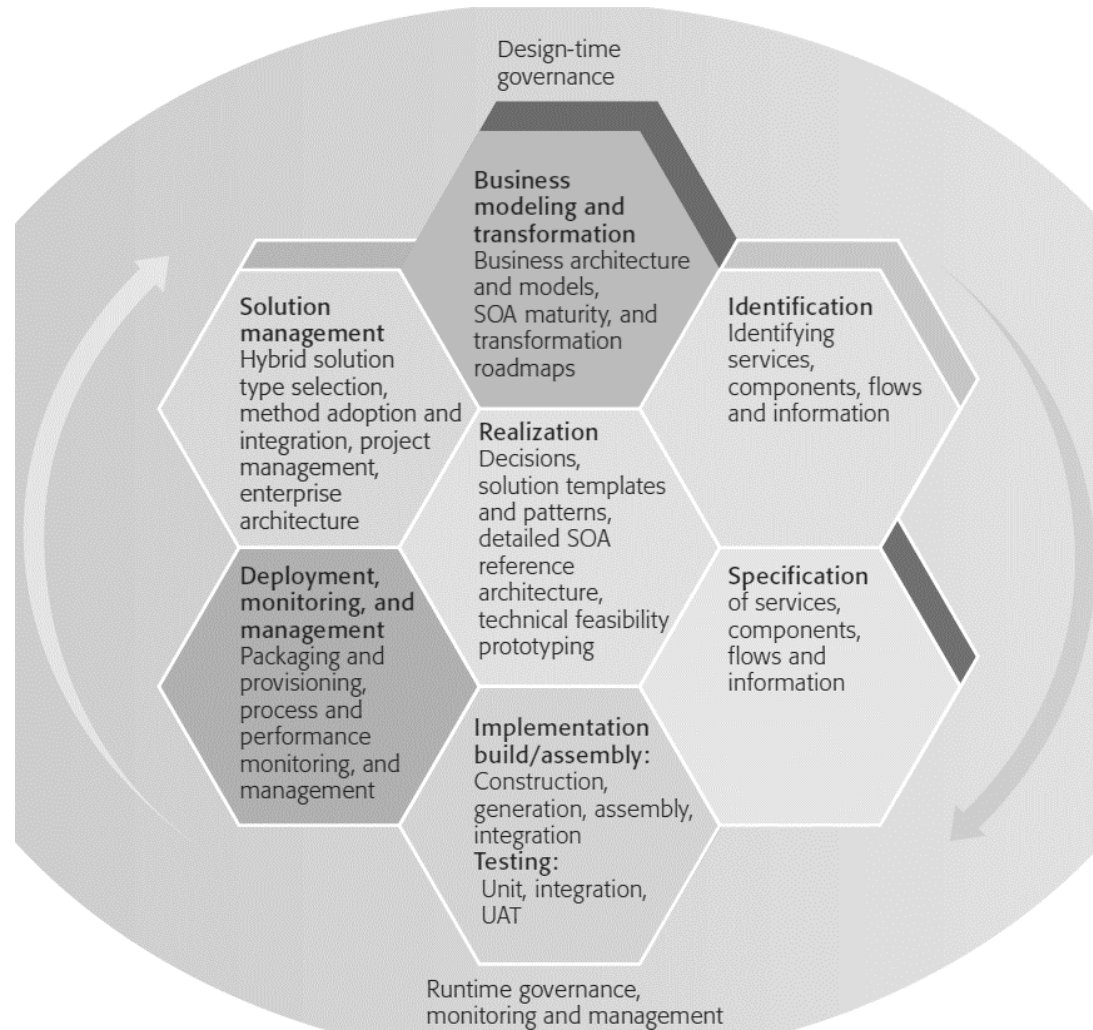 Design-time
governance
Business
modeling and
transformation
Business architecture
and models,
SOA maturity, and
transformation
roadmaps
Solution
management
Hybrid solution
type selection,
method adoption and
integration, project
management,
enterprise
architecture
Identification
Identifying
services,
components, flows
and information
Realization
Decisions,
solution templates
and patterns,
detailed SOA
reference
architecture,
technical feasibility
prototyping
Deployment,
monitoring, and
management
Packaging and
provisioning,
process and
performance
monitoring, and
management
Specification
of services,
components,
flows and
information
Implementation
build/assembly:
Construction,
generation, assembly,
integration
Testing:
Unit, integration,
UAT
Runtime governance,
monitoring and management